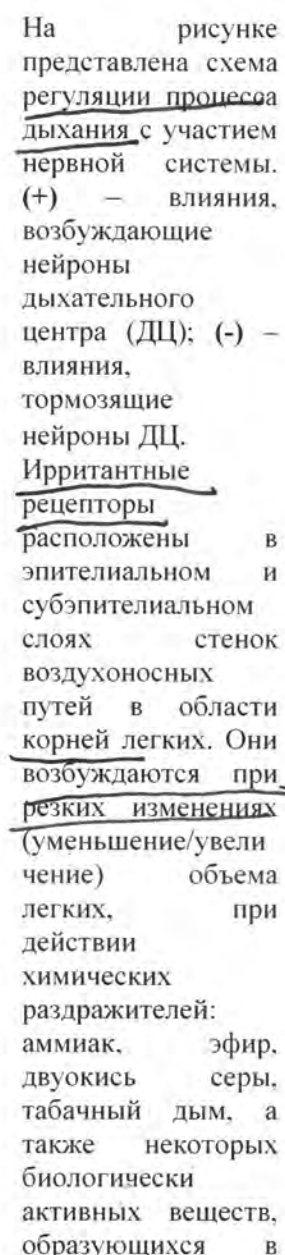 На рисунке
представлена схема
регуляции процесса
дыхания с участием
нервной системы.
(+) – влияния,
возбуждающие
нейроны
дыхательного
центра (ДЦ); (-) –
влияния,
тормозящие
нейроны ДЦ.
Ирритантные
рецепторы
расположены в
эпителиальном и
субэпителиальном
слоях стенок
воздухоносных
путей в области
корней легких. Они
возбуждаются при
резких изменениях
(уменьшение/увели
чение) объема
легких, при
действии
химических
раздражителей:
аммиак, эфир,
двуокись серы,
табачный дым, а
также некоторых
биологически
активных веществ,
образующихся в